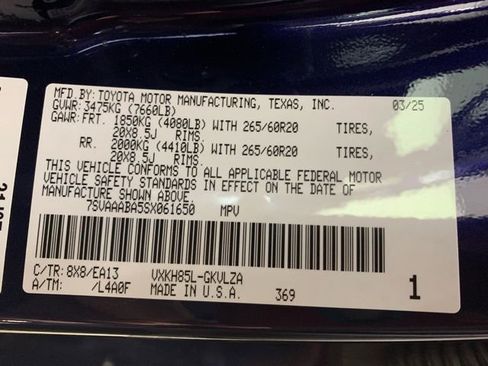 MFD.BY:TOYOTA MOTOR MANUFACTURING, TEXAS, INC. 03/25
GVWR: 3475KG (7660LB)
GAWR:FRT. 1850KG (4080LB) WITH 265/60R20 TIRES,
20X8.5J RIMS.
RR. 2000KG (4410LB) WITH 265/60R20 TIRES,
20X8.5J RIMS.
THIS VEHICLE CONFORMS TO ALL APPLICABLE FEDERAL MOTOR
VEHICLE SAFETY STANDARDS IN EFFECT ON THE DATE OF
MANUFACTURE SHOWN ABOVE.
7SVAAABA5SX061650 MPV
C/TR:8X8/EA13 VXKH85L-GKVLZA
A/TM: /L4A0F MADE IN U.S.A. 369 1